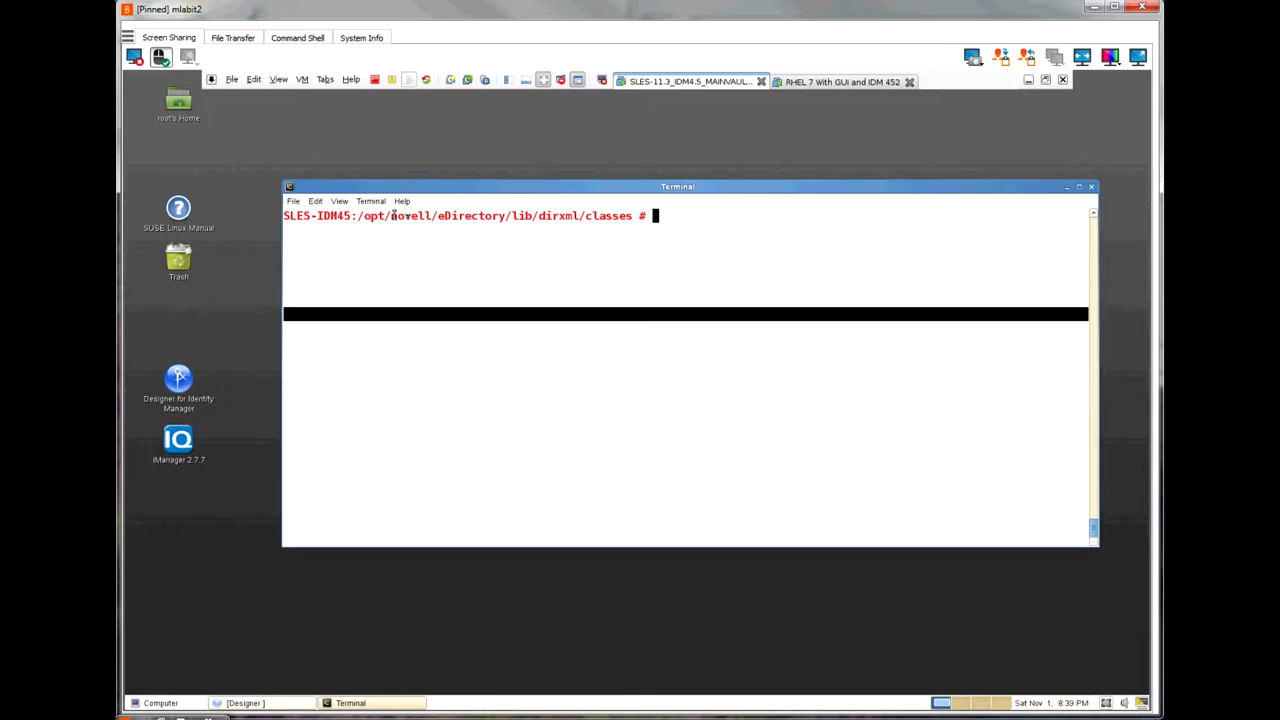 [Pinned] mlabit2
Screen Sharing File Transfer Command Shell System Info
File Edit View VM Tabs Help SLES-11.3_IDM4.5_MAINVAUL... RHEL 7 With GUI and IDM 452
root's Home
Terminal
File Edit View Terminal Help
SLES-IDM45:/opt/novell/eDirectory/lib/dirxml/classes #
SUSE Linux Manual
Trash
Designer for Identity
Manager
iManager 2.7.7
Computer [Designer ] Terminal Sat Nov 1, 8:39 PM